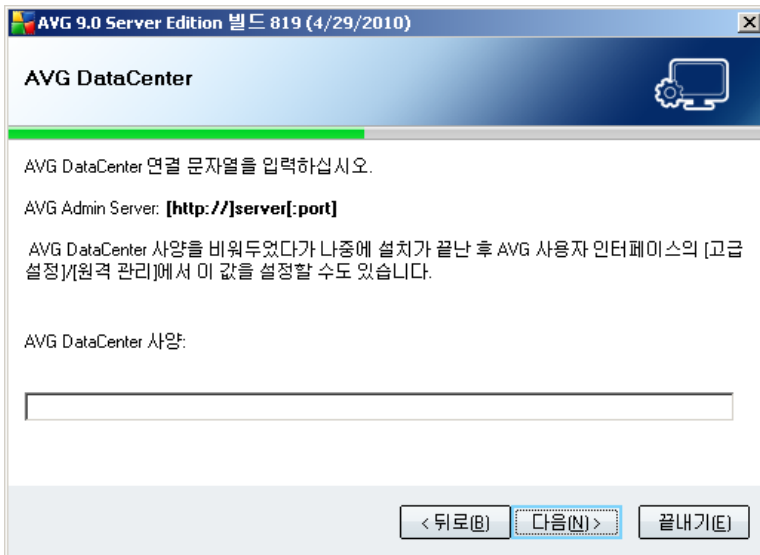 AVG 9.0 Server Edition 빌드 819 (4/29/2010)
AVG DataCenter
AVG DataCenter 연결 문자열을 입력하십시오.
AVG Admin Server: [http://]server[:port]
AVG DataCenter 사양을 비워두었다가 나중에 설치가 끝난 후 AVG 사용자 인터페이스의 [고급
설정]/[원격 관리]에서 이 값을 설정할 수도 있습니다.
AVG DataCenter 사양:
< 뒤로(B) 다음(N) > 끝내기(E)